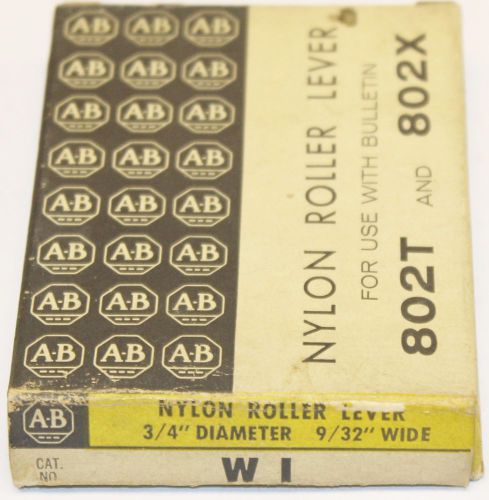 A-B A-B A-B
A-B A-B A-B
A-B A-B A-B
A-B A-B A-B
A-B A-B A-B
A-B A-B A-B
A-B A-B A-B
A-B A-B A-B
NYLON ROLLER LEVER
FOR USE WITH BULLETIN
802T AND 802X
A-B
NYLON ROLLER LEVER
3/4" DIAMETER 9/32" WIDE
CAT.
NO.
W I